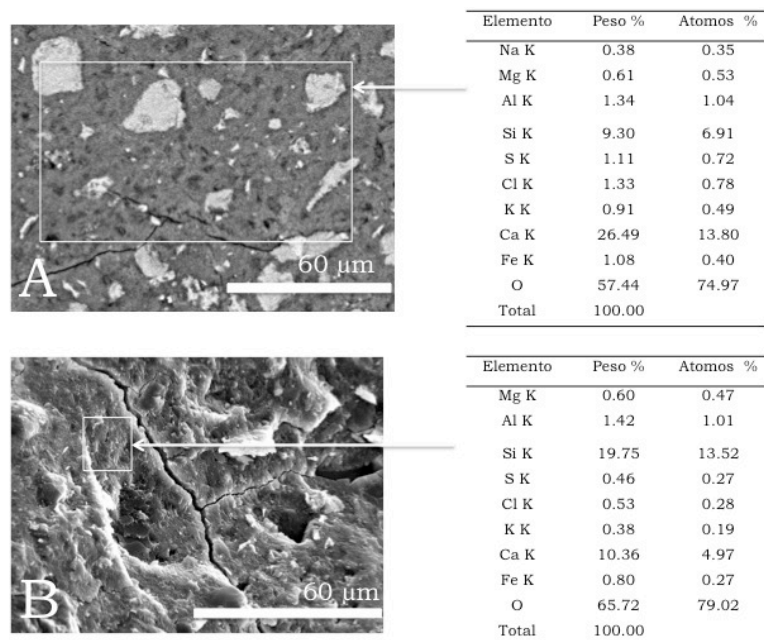 A
60 µm
Elemento Peso % Atomos %
Na K 0.38 0.35
Mg K 0.61 0.53
Al K 1.34 1.04
Si K 9.30 6.91
S K 1.11 0.72
Cl K 1.33 0.78
K K 0.91 0.49
Ca K 26.49 13.80
Fe K 1.08 0.40
O 57.44 74.97
Total 100.00
B
60 µm
Elemento Peso % Atomos %
Mg K 0.60 0.47
Al K 1.42 1.01
Si K 19.75 13.52
S K 0.46 0.27
Cl K 0.53 0.28
K K 0.38 0.19
Ca K 10.36 4.97
Fe K 0.80 0.27
O 65.72 79.02
Total 100.00